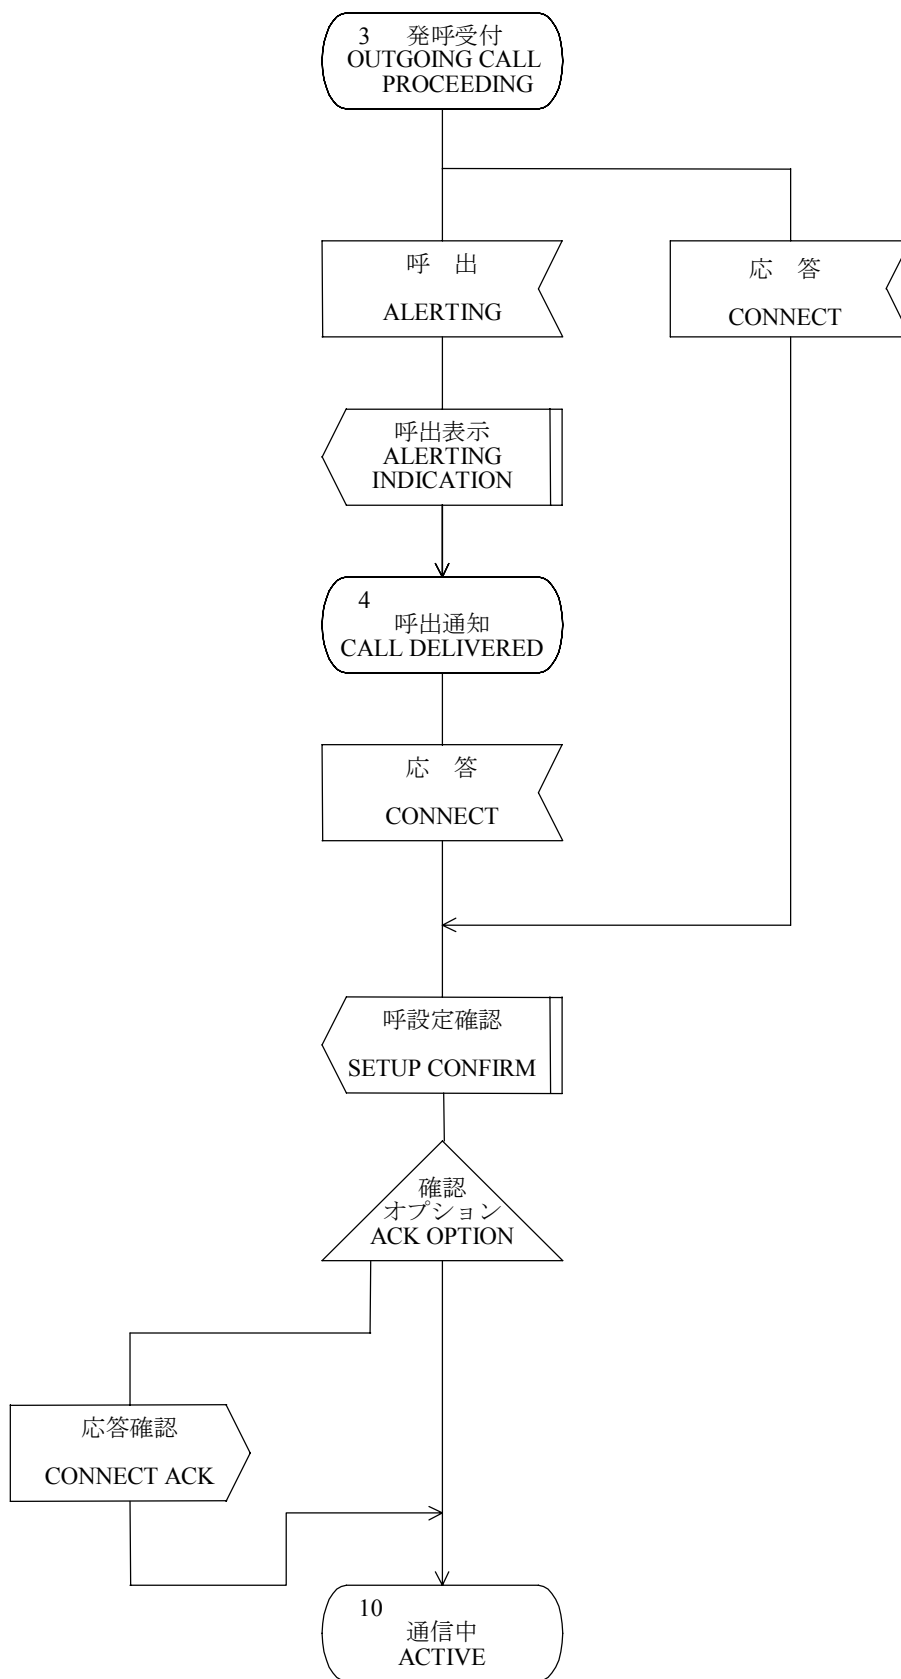 3 発呼受付
OUTGOING CALL
PROCEEDING
呼 出
ALERTING
応 答
CONNECT
呼出表示
ALERTING
INDICATION
4
呼出通知
CALL DELIVERED
応 答
CONNECT
呼設定確認
SETUP CONFIRM
確認
オプション
ACK OPTION
応答確認
CONNECT ACK
10
通信中
ACTIVE